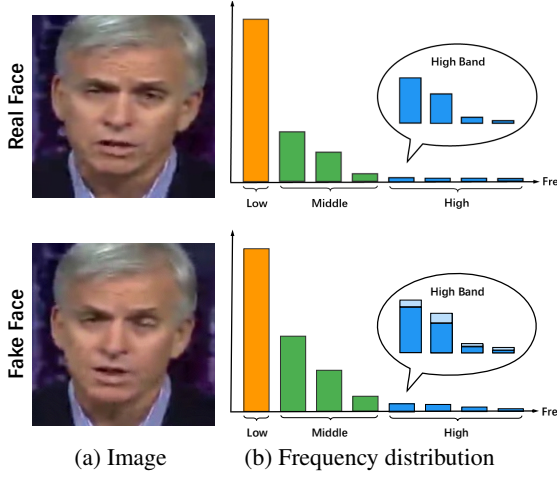 Real Face
High Band
Fre
Low Middle High
Fake Face
High Band
Fre
Low Middle High
(a) Image (b) Frequency distribution